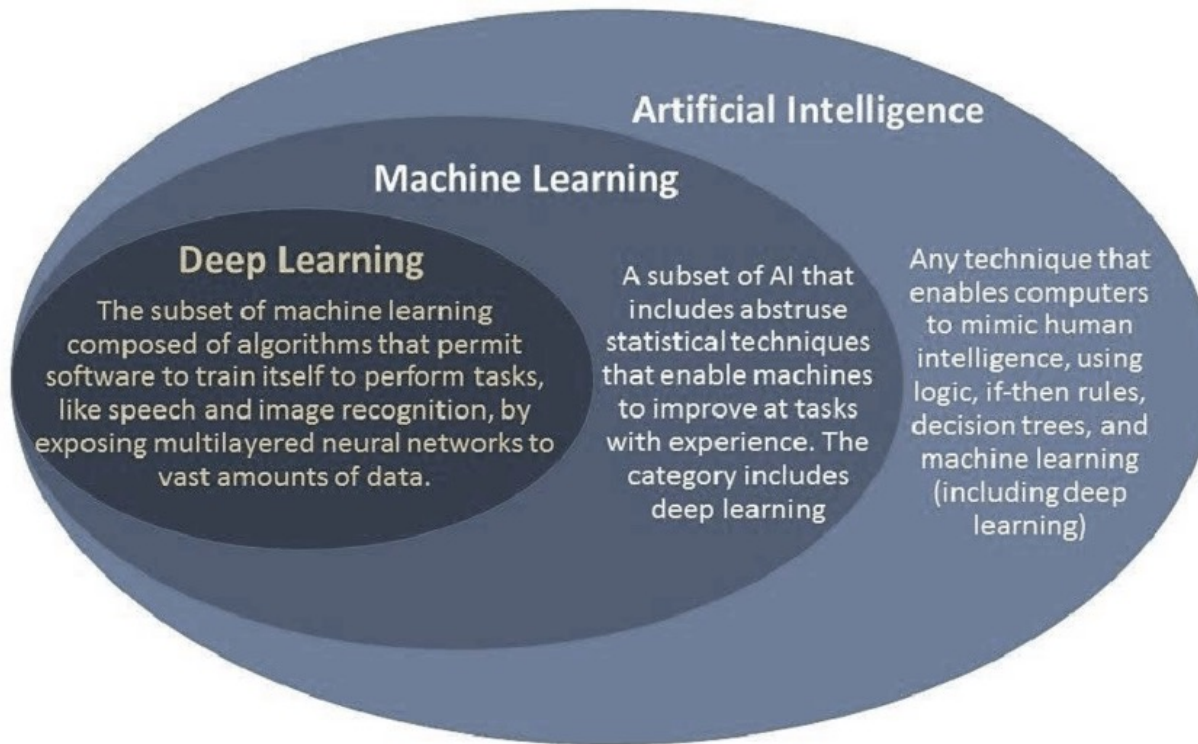 Artificial Intelligence
Machine Learning
Deep Learning
The subset of machine learning
composed of algorithms that permit
software to train itself to perform tasks,
like speech and image recognition, by
exposing multilayered neural networks to
vast amounts of data.
A subset of AI that
includes abstruse
statistical techniques
that enable machines
to improve at tasks
with experience. The
category includes
deep learning
Any technique that
enables computers
to mimic human
intelligence, using
logic, if-then rules,
decision trees, and
machine learning
(including deep
learning)